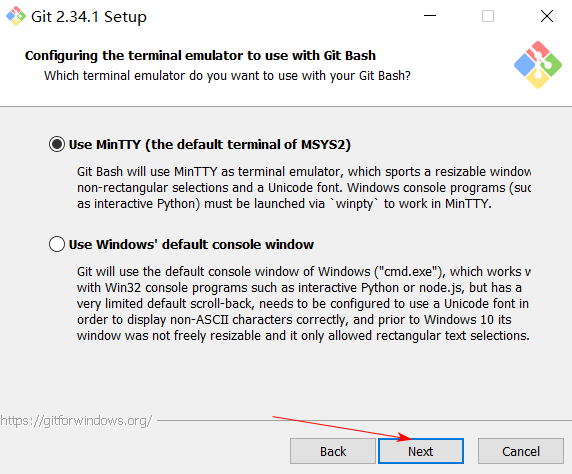 Git 2.34.1 Setup
Configuring the terminal emulator to use with Git Bash
Which terminal emulator do you want to use with your Git Bash?
Use MinTTY (the default terminal of MSYS2)
Git Bash will use MinTTY as terminal emulator, which sports a resizable window
non-rectangular selections and a Unicode font. Windows console programs (suc
as interactive Python) must be launched via `winpty` to work in MinTTY.
Use Windows' default console window
Git will use the default console window of Windows ("cmd.exe"), which works w
with Win32 console programs such as interactive Python or node.js, but has a
very limited default scroll-back, needs to be configured to use a Unicode font in
order to display non-ASCII characters correctly, and prior to Windows 10 its
window was not freely resizable and it only allowed rectangular text selections.
https://gitforwindows.org/
Back Next Cancel